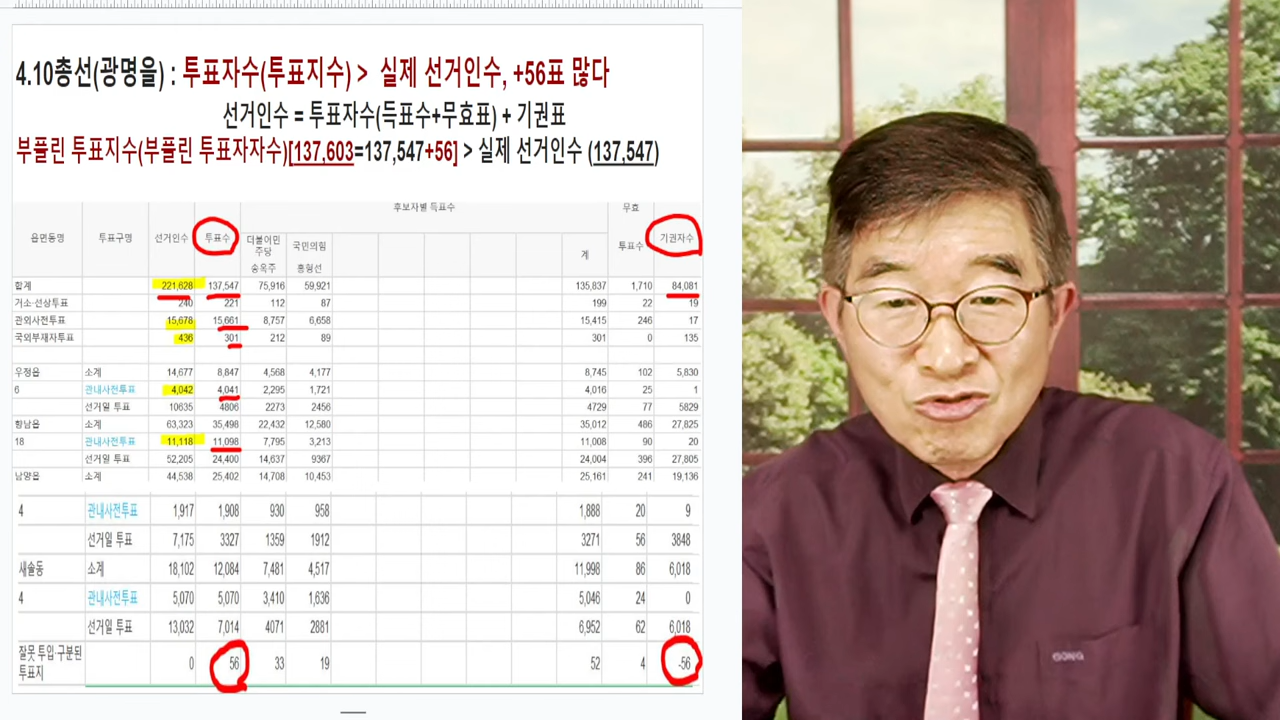 4.10총선(광명을) : 투표자수(투표지수) > 실제 선거인수, +56표 많다
선거인수 = 투표자수(득표수+무효표) + 기권표
부풀린 투표지수(부풀린 투표자자수)[137,603=137,547+56] > 실제 선거인수 (137,547)
읍면동명 투표구명 선거인수 투표수 후보자별 득표수 무효 투표수 기권자수
더불어민주당 송옥주 국민의힘 홍형선 계
합계 221,628 137,547 75,916 59,921 135,837 1,710 84,081
거소·선상투표 240 221 112 87 199 22 19
관외사전투표 15,678 15,661 8,757 6,658 15,415 246 17
국외부재자투표 436 301 212 89 301 0 135
우정읍 소계 14,677 8,847 4,568 4,177 8,745 102 5,830
6 관내사전투표 4,042 4,041 2,295 1,721 4,016 25 1
선거일 투표 10635 4806 2273 2456 4729 77 5829
향남읍 소계 63,323 35,498 22,432 12,580 35,012 486 27,825
18 관내사전투표 11,118 11,098 7,795 3,213 11,008 90 20
선거일 투표 52,205 24,400 14,637 9367 24,004 396 27,805
남양읍 소계 44,538 25,402 14,708 10,453 25,161 241 19,136
4 관내사전투표 1,917 1,908 930 958 1,888 20 9
선거일 투표 7,175 3327 1359 1912 3271 56 3848
새솔동 소계 18,102 12,084 7,481 4,517 11,998 86 6,018
4 관내사전투표 5,070 5,070 3,410 1,636 5,046 24 0
선거일 투표 13,032 7,014 4071 2881 6,952 62 6,018
잘못 투입·구분된 투표지 0 56 33 19 52 4 -56
GONG